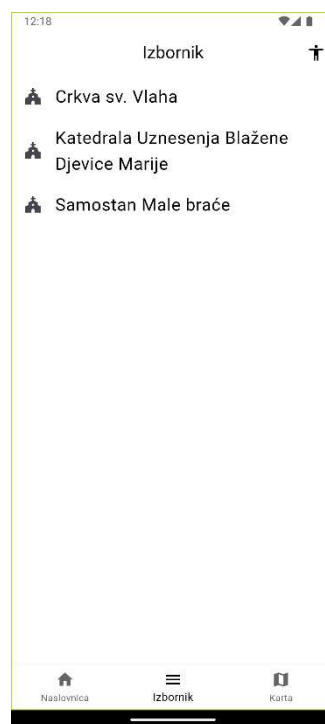 12:18
Izbornik
Crkva sv. Vlaha
Katedrala Uznesenja Blažene
Djevice Marije
Samostan Male braće
Naslovnica
Izbornik
Karta